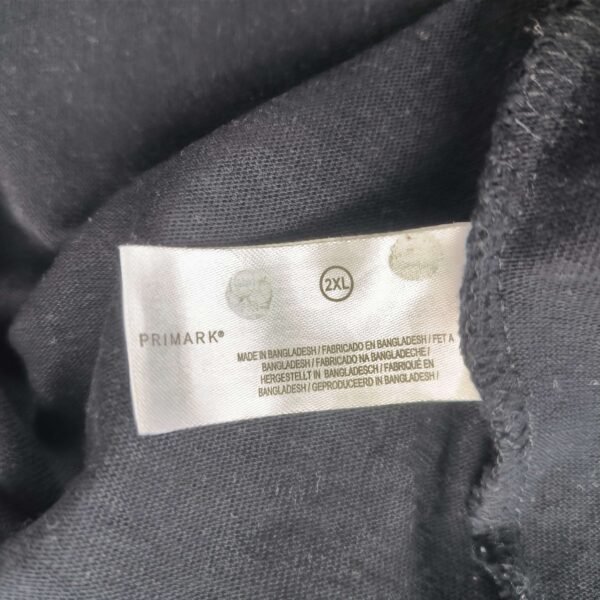 2XL
PRIMARK®
MADE IN BANGLADESH / FABRICADO EN BANGLADESH / FET A
BANGLADESH / FABRICADO NA BANGLADECHE /
HERGESTELLT IN BANGLADESCH / FABRIQUÉ EN
BANGLADESH / GEPRODUCEERD IN BANGLADESH /